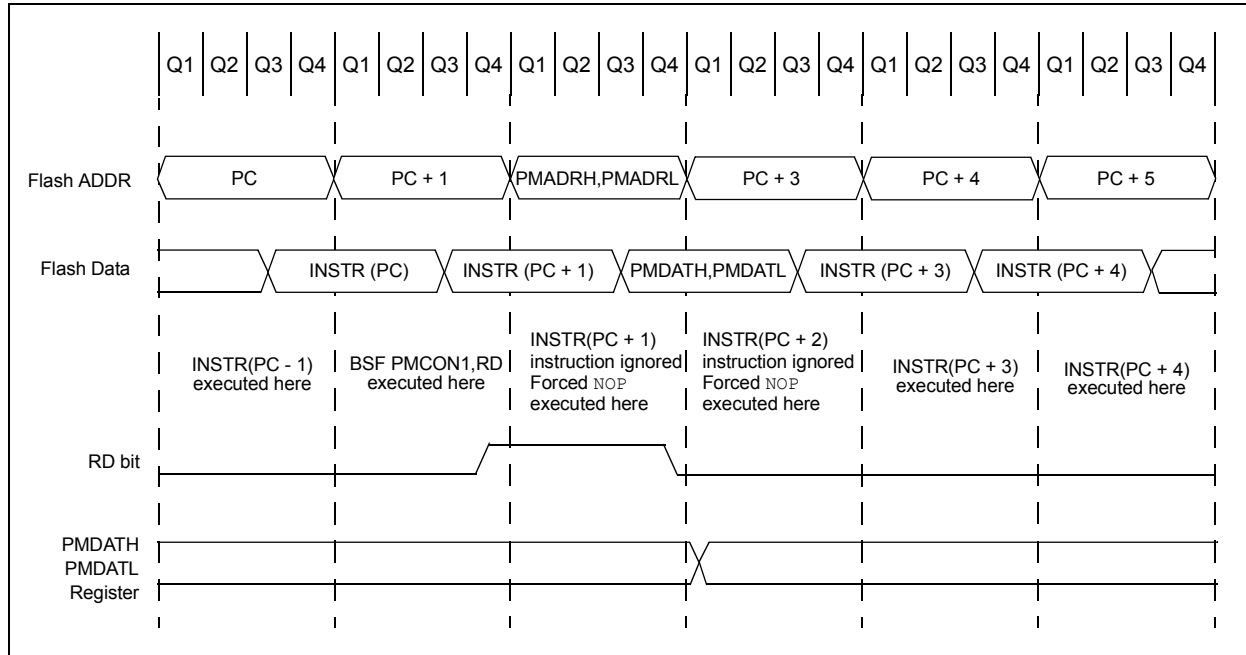 Q1 Q2 Q3 Q4 Q1 Q2 Q3 Q4 Q1 Q2 Q3 Q4 Q1 Q2 Q3 Q4 Q1 Q2 Q3 Q4 Q1 Q2 Q3 Q4
Flash ADDR PC PC + 1 PMADRH,PMADRL PC + 3 PC + 4 PC + 5
Flash Data INSTR (PC) INSTR (PC + 1) PMDATH,PMDATL INSTR (PC + 3) INSTR (PC + 4)
INSTR(PC - 1)
executed here
BSF PMCON1,RD
executed here
INSTR(PC + 1)
instruction ignored
Forced NOP
executed here
INSTR(PC + 2)
instruction ignored
Forced NOP
executed here
INSTR(PC + 3)
executed here
INSTR(PC + 4)
executed here
RD bit
PMDATH
PMDATL
Register